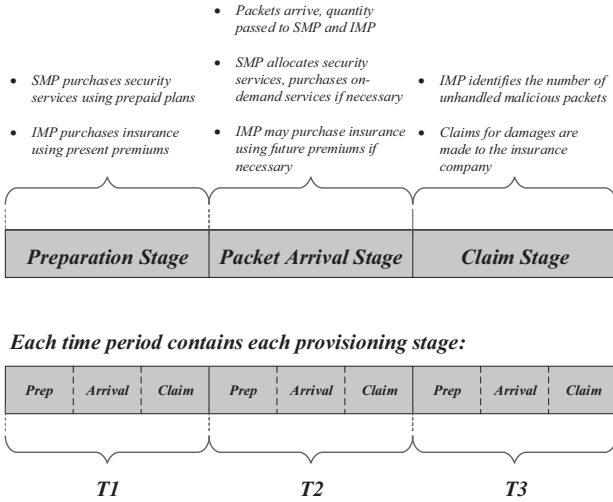 • SMP purchases security
services using prepaid plans
• IMP purchases insurance
using present premiums
• Packets arrive, quantity
passed to SMP and IMP
• SMP allocates security
services, purchases on-
demand services if necessary
• IMP may purchase insurance
using future premiums if
necessary
• IMP identifies the number of
unhandled malicious packets
• Claims for damages are
made to the insurance
company
Preparation Stage Packet Arrival Stage Claim Stage
Each time period contains each provisioning stage:
Prep Arrival Claim Prep Arrival Claim Prep Arrival Claim
T1 T2 T3